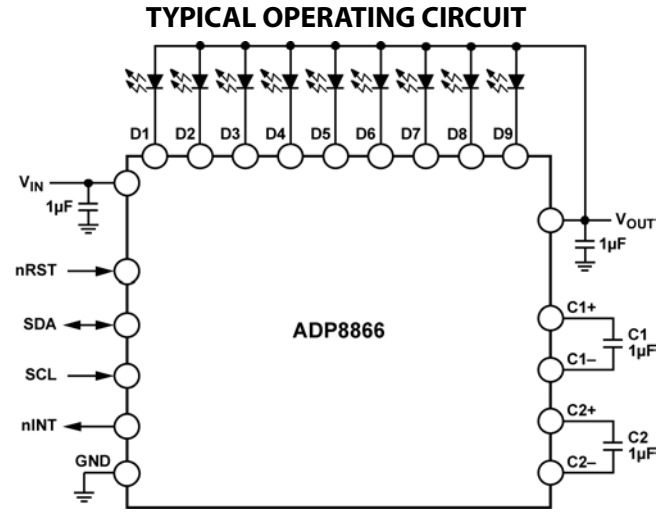 TYPICAL OPERATING CIRCUIT
D1 D2 D3 D4 D5 D6 D7 D8 D9
VIN
1µF
VOUT
1µF
nRST
SDA
SCL
nINT
GND
ADP8866
C1+
C1
1µF
C1–
C2+
C2
1µF
C2–